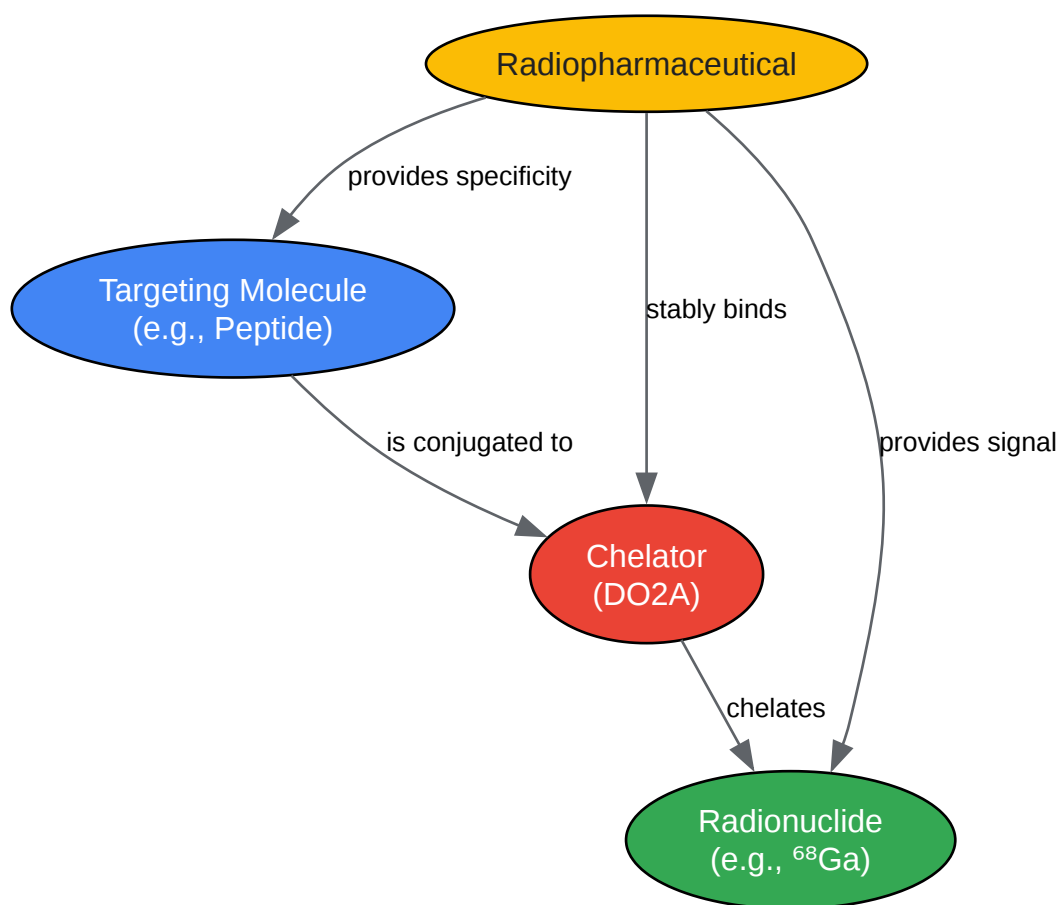 Radiopharmaceutical
provides specificity
Targeting Molecule
(e.g., Peptide)
stably binds
is conjugated to
provides signal
Chelator
(DO2A)
chelates
Radionuclide
(e.g., ⁶⁸Ga)